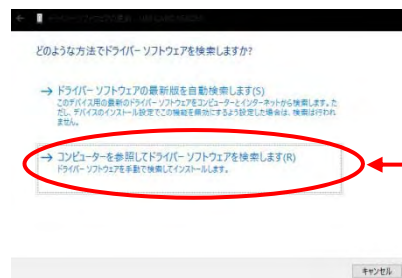 どのような方法でドライバー ソフトウェアを検索しますか?
→ ドライバー ソフトウェアの最新版を自動検索します(S)
このデバイス用の最新のドライバー ソフトウェアをコンピューターとインターネットから検索します。た
だし、デバイスのインストール設定でこの機能を無効にするよう設定した場合は、検索は行われ
ません。
→ コンピューターを参照してドライバー ソフトウェアを検索します(R)
ドライバー ソフトウェアを手動で検索してインストールします。
キャンセル